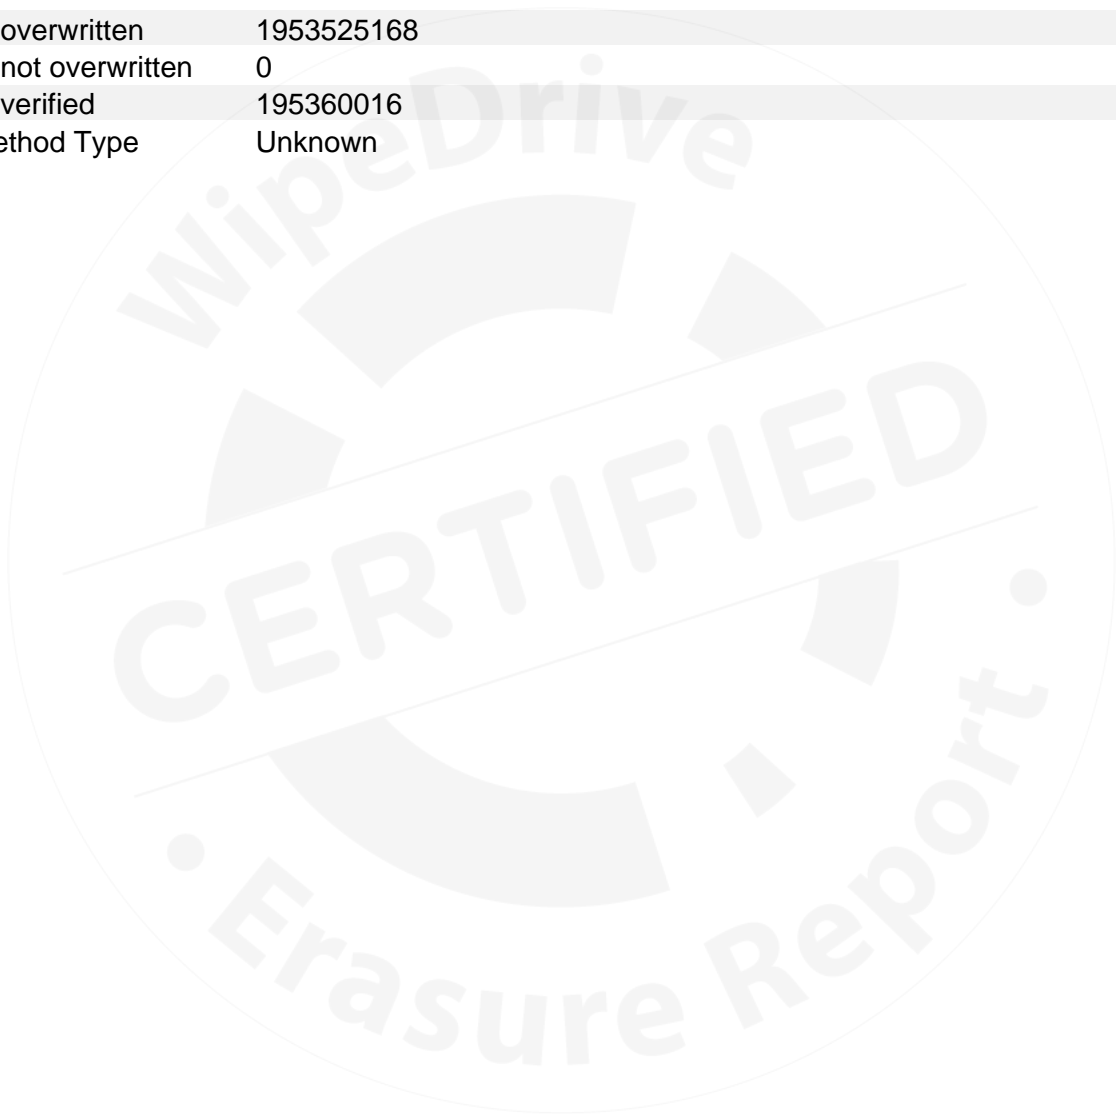 overwritten 1953525168
not overwritten 0
verified 195360016
ethod Type Unknown
WipeDrive
CERTIFIED
• Erasure Report •